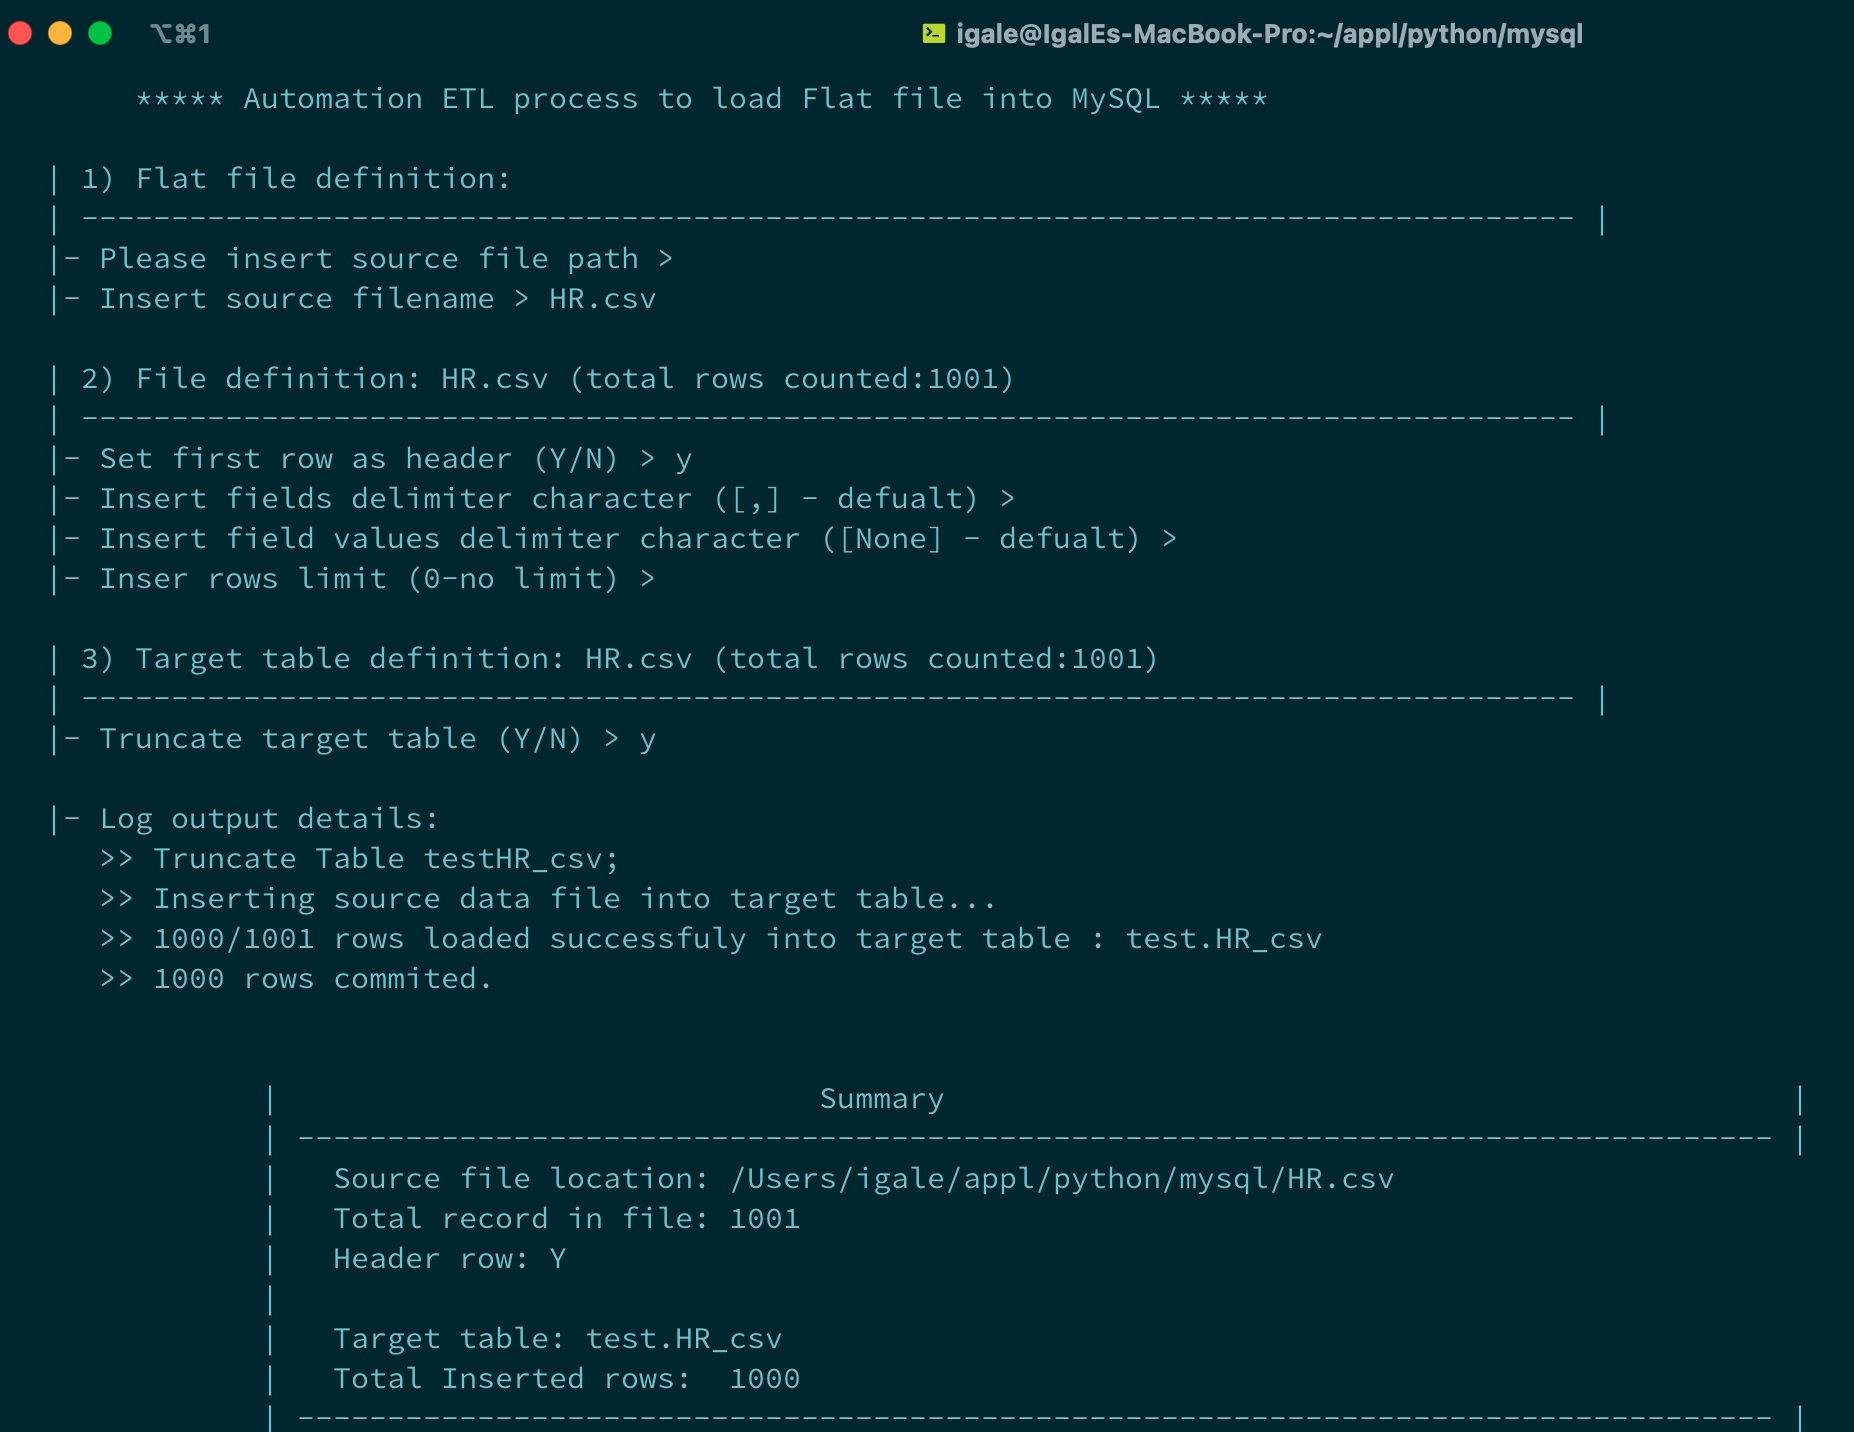 ⌥⌘1 igale@IgalEs-MacBook-Pro:~/appl/python/mysql
***** Automation ETL process to load Flat file into MySQL *****
| 1) Flat file definition:
| ----------------------------------------------------------------------------------- |
|- Please insert source file path >
|- Insert source filename > HR.csv
| 2) File definition: HR.csv (total rows counted:1001)
| ----------------------------------------------------------------------------------- |
|- Set first row as header (Y/N) > y
|- Insert fields delimiter character ([,] - defualt) >
|- Insert field values delimiter character ([None] - defualt) >
|- Inser rows limit (0-no limit) >
| 3) Target table definition: HR.csv (total rows counted:1001)
| ----------------------------------------------------------------------------------- |
|- Truncate target table (Y/N) > y
|- Log output details:
>> Truncate Table testHR_csv;
>> Inserting source data file into target table...
>> 1000/1001 rows loaded successfuly into target table : test.HR_csv
>> 1000 rows commited.
| Summary |
| ---------------------------------------------------------------------------------- |
| Source file location: /Users/igale/appl/python/mysql/HR.csv
| Total record in file: 1001
| Header row: Y
|
| Target table: test.HR_csv
| Total Inserted rows:  1000
| ---------------------------------------------------------------------------------- |